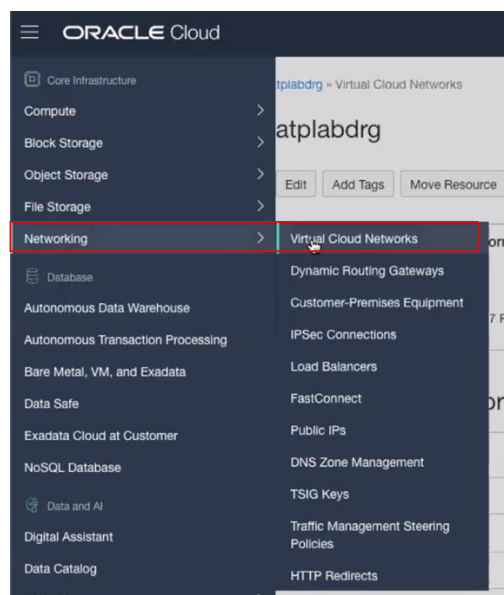 ORACLE Cloud
Core Infrastructure
Compute
Block Storage
Object Storage
File Storage
Networking
Database
Autonomous Data Warehouse
Autonomous Transaction Processing
Bare Metal, VM, and Exadata
Data Safe
Exadata Cloud at Customer
NoSQL Database
Data and AI
Digital Assistant
Data Catalog
Virtual Cloud Networks
Dynamic Routing Gateways
Customer-Premises Equipment
IPSec Connections
Load Balancers
FastConnect
Public IPs
DNS Zone Management
TSIG Keys
Traffic Management Steering
Policies
HTTP Redirects
atplabdrg » Virtual Cloud Networks
atplabdrg
Edit Add Tags Move Resource